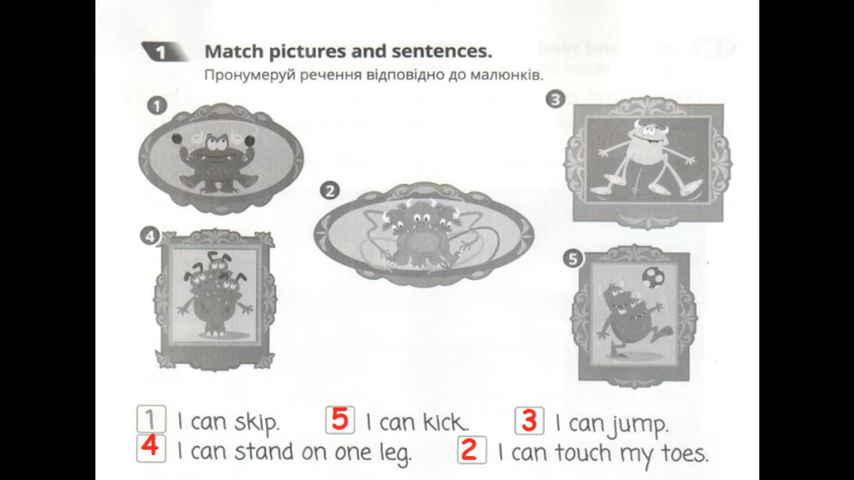 1 Match pictures and sentences.
Пронумеруй речення відповідно до малюнків.
1
3
2
4
5
1 I can skip. 5 I can kick. 3 I can jump.
4 I can stand on one leg. 2 I can touch my toes.